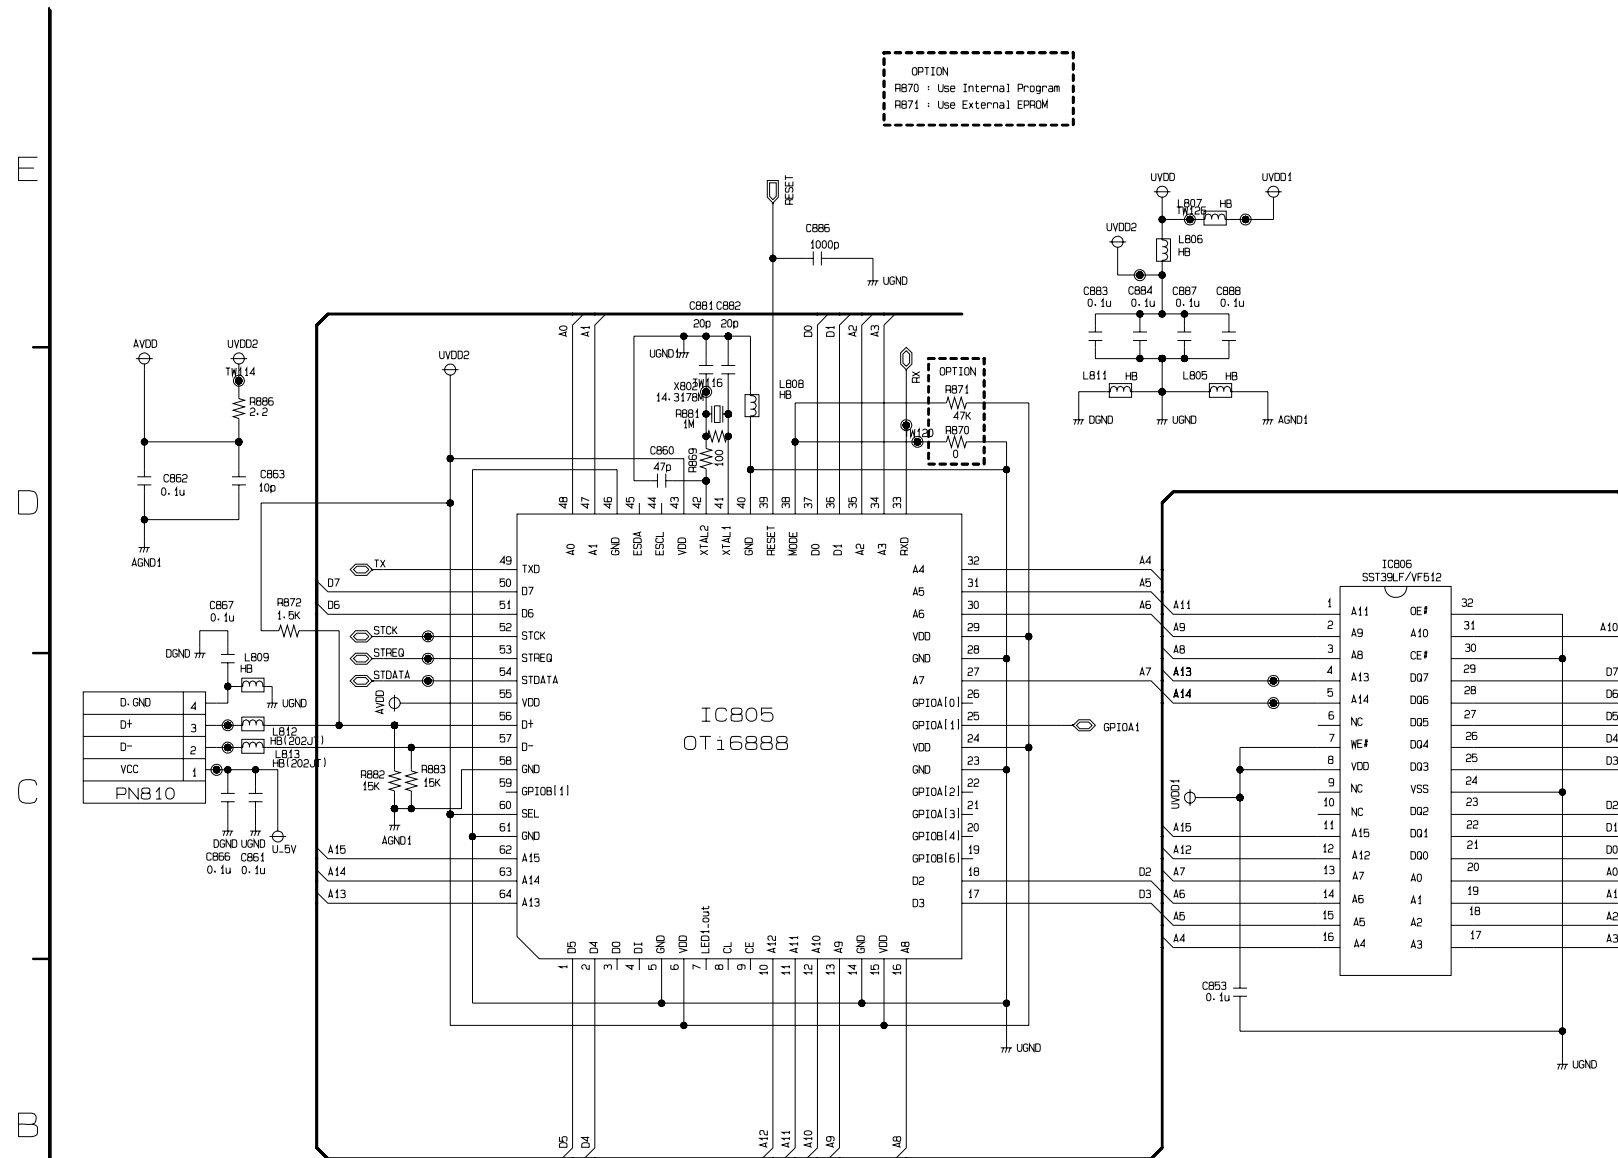 OPTION
R870 : Use Internal Program
R871 : Use External EPROM
E
D
C
B
RESET
C886
1000p
UGND
UVDD
UVDD1
L807
HB
TW126
UVDD2
L806
HB
C883
0.1u
C884
0.1u
C887
0.1u
C888
0.1u
L811
HB
L805
HB
DGND
UGND
AGND1
AVDD
UVDD2
TW114
R886
2.2
C862
0.1u
C863
10p
AGND1
UVDD2
A0
A1
C881
C882
20p
20p
UGND1
X802
TW116
14.3178M
R881
1M
R869
100
C860
47p
L808
HB
D0
D1
A2
A3
RX
TW120
OPTION
R871
47K
R870
0
48
47
46
45
44
43
42
41
40
39
38
37
36
35
34
33
A0
A1
GND
ESDA
ESCL
VDD
XTAL2
XTAL1
GND
RESET
MODE
D0
D1
A2
A3
RXD
TX
49
TXD
D7
50
D7
D6
51
D6
STCK
52
STCK
STREQ
53
STREQ
STDATA
54
STDATA
AVDD
55
VDD
56
D+
57
D-
58
GND
59
GPIOB[1]
60
SEL
61
GND
A15
62
A15
A14
63
A14
A13
64
A13
IC805
OTi6888
A4
32
A4
A5
31
A5
A6
30
A6
VDD
29
GND
28
A7
27
A7
GPIOA[0]
26
GPIOA[1]
25
GPIOA1
VDD
24
GND
23
GPIOA[2]
22
GPIOA[3]
21
GPIOB[4]
20
GPIOB[6]
19
D2
18
D2
D3
17
D3
D5
D4
D0
DI
GND
VDD
LED1_out
CL
CE
A12
A11
A10
A9
GND
VDD
A8
1
2
3
4
5
6
7
8
9
10
11
12
13
14
15
16
D5
D4
A12
A11
A10
A9
A8
UGND
C867
0.1u
R872
1.5K
DGND
L809
HB
UGND
D.GND
4
D+
3
D-
2
VCC
1
PN810
L812
HB(202JT)
L813
HB(202JT)
R882
15K
R883
15K
AGND1
DGND
UGND
U_5V
C866
0.1u
C861
0.1u
IC806
SST39LF/VF512
A11
1
A11
A9
2
A9
A8
3
A8
A13
4
A13
A14
5
A14
6
NC
7
WE#
8
VDD
9
NC
10
NC
A15
11
A15
A12
12
A12
A7
13
A7
A6
14
A6
A5
15
A5
A4
16
A4
OE#
32
A10
31
A10
CE#
30
DQ7
29
D7
DQ6
28
D6
DQ5
27
D5
DQ4
26
D4
DQ3
25
D3
VSS
24
DQ2
23
D2
DQ1
22
D1
DQ0
21
D0
A0
20
A0
A1
19
A1
A2
18
A2
A3
17
A3
UVDD1
C853
0.1u
UGND